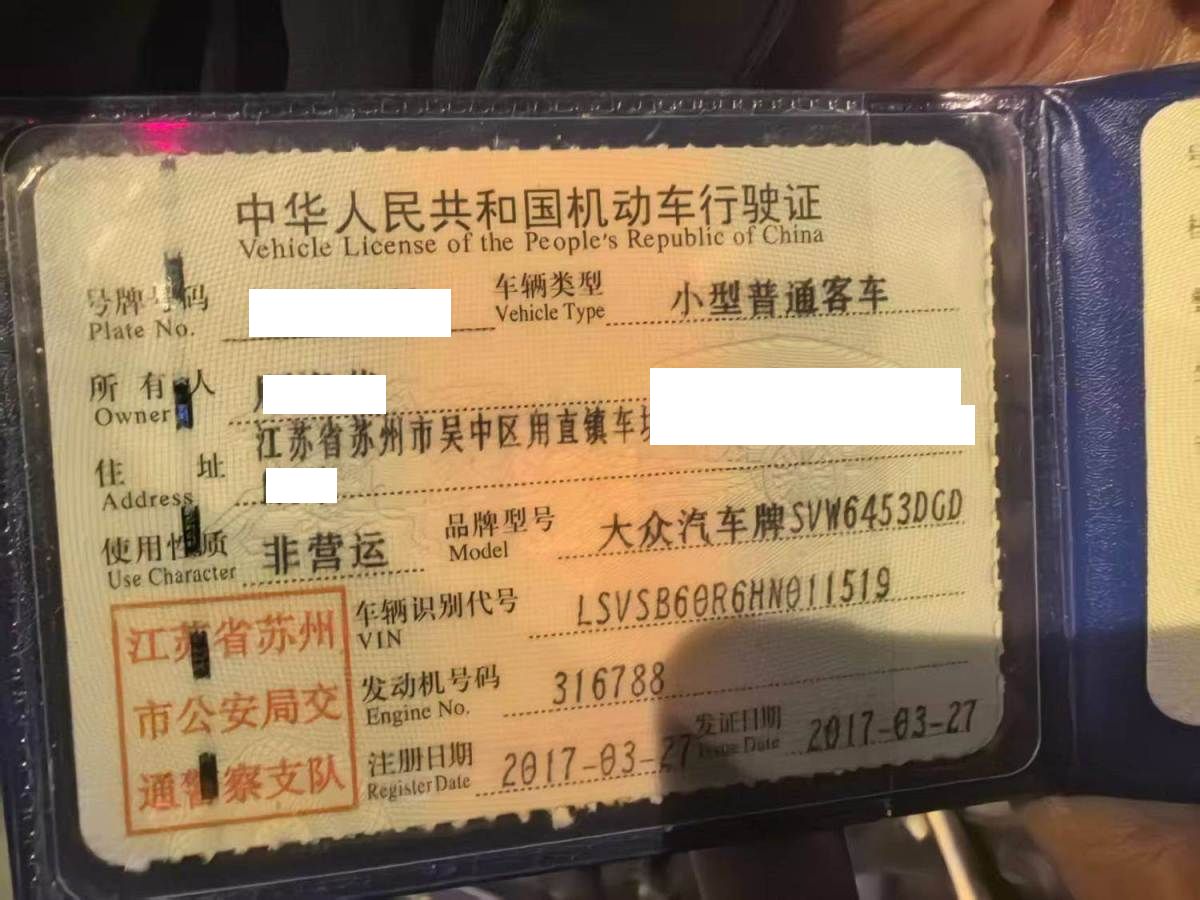 中华人民共和国机动车行驶证
Vehicle License of the People's Republic of China
号牌号码
Plate No.
车辆类型 小型普通客车
Vehicle Type
所有人
Owner
江苏省苏州市吴中区甪直镇车
住址
Address
使用性质 非营运
Use Character
品牌型号 大众汽车牌SVW6453DGD
Model
江苏省苏州
市公安局交
通警察支队
车辆识别代号 LSVSB60R6HN011519
VIN
发动机号码 316788
Engine No.
注册日期 2017-03-27
Register Date
发证日期 2017-03-27
Issue Date